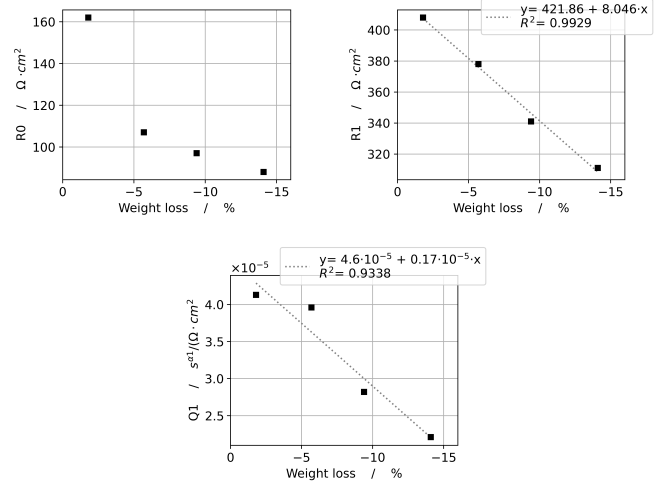 160
140
120
100
R0 / Ω ·cm²
0 −5 −10 −15
Weight loss / %
y= 421.86 + 8.046·x
R²= 0.9929
400
380
360
340
320
R1 / Ω ·cm²
0 −5 −10 −15
Weight loss / %
×10⁻⁵
y= 4.6·10⁻⁵ + 0.17·10⁻⁵·x
R²= 0.9338
4.0
3.5
3.0
2.5
Q1 / s^α1/(Ω · cm²
0 −5 −10 −15
Weight loss / %